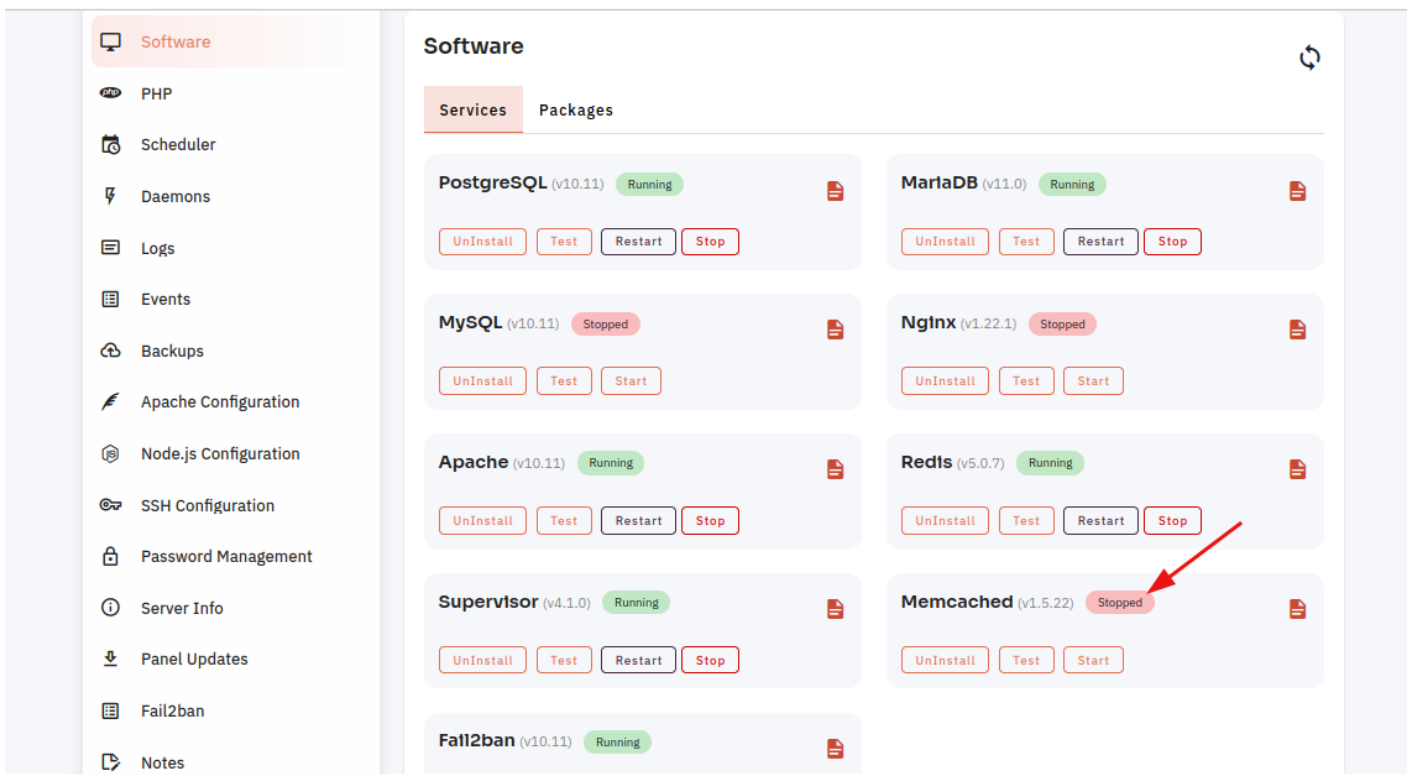 Software
PHP
Scheduler
Daemons
Logs
Events
Backups
Apache Configuration
Node.js Configuration
SSH Configuration
Password Management
Server Info
Panel Updates
Fail2ban
Notes
Software
Services Packages
PostgreSQL (v10.11) Running
UnInstall Test Restart Stop
MariaDB (v11.0) Running
UnInstall Test Restart Stop
MySQL (v10.11) Stopped
UnInstall Test Start
Nginx (v1.22.1) Stopped
UnInstall Test Start
Apache (v10.11) Running
UnInstall Test Restart Stop
Redis (v5.0.7) Running
UnInstall Test Restart Stop
Supervisor (v4.1.0) Running
UnInstall Test Restart Stop
Memcached (v1.5.22) Stopped
UnInstall Test Start
Fail2ban (v10.11) Running